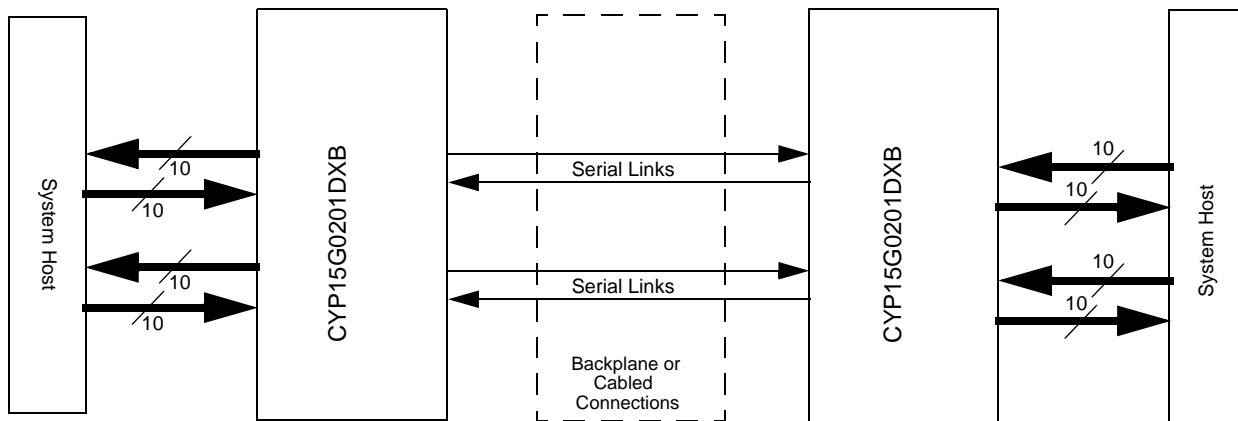 System Host
10
10
10
10
CYP15G0201DXB
Serial Links
Serial Links
Backplane or
Cabled
Connections
CYP15G0201DXB
10
10
10
10
System Host